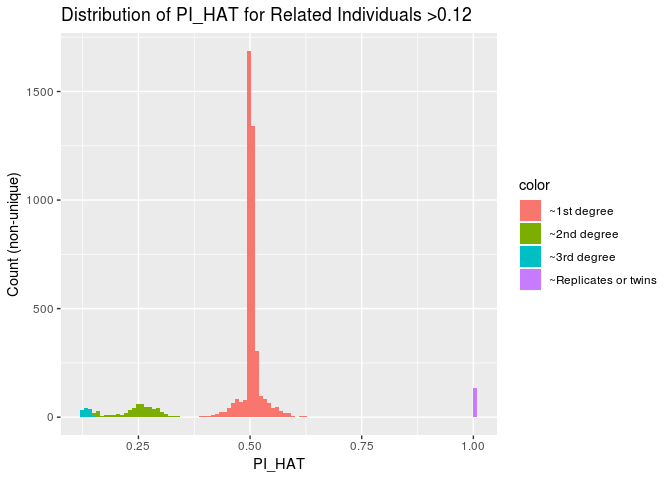 Distribution of PI_HAT for Related Individuals >0.12
Count (non-unique)
1500
1000
500
0
0.25
0.50
0.75
1.00
PI_HAT
color
~1st degree
~2nd degree
~3rd degree
~Replicates or twins